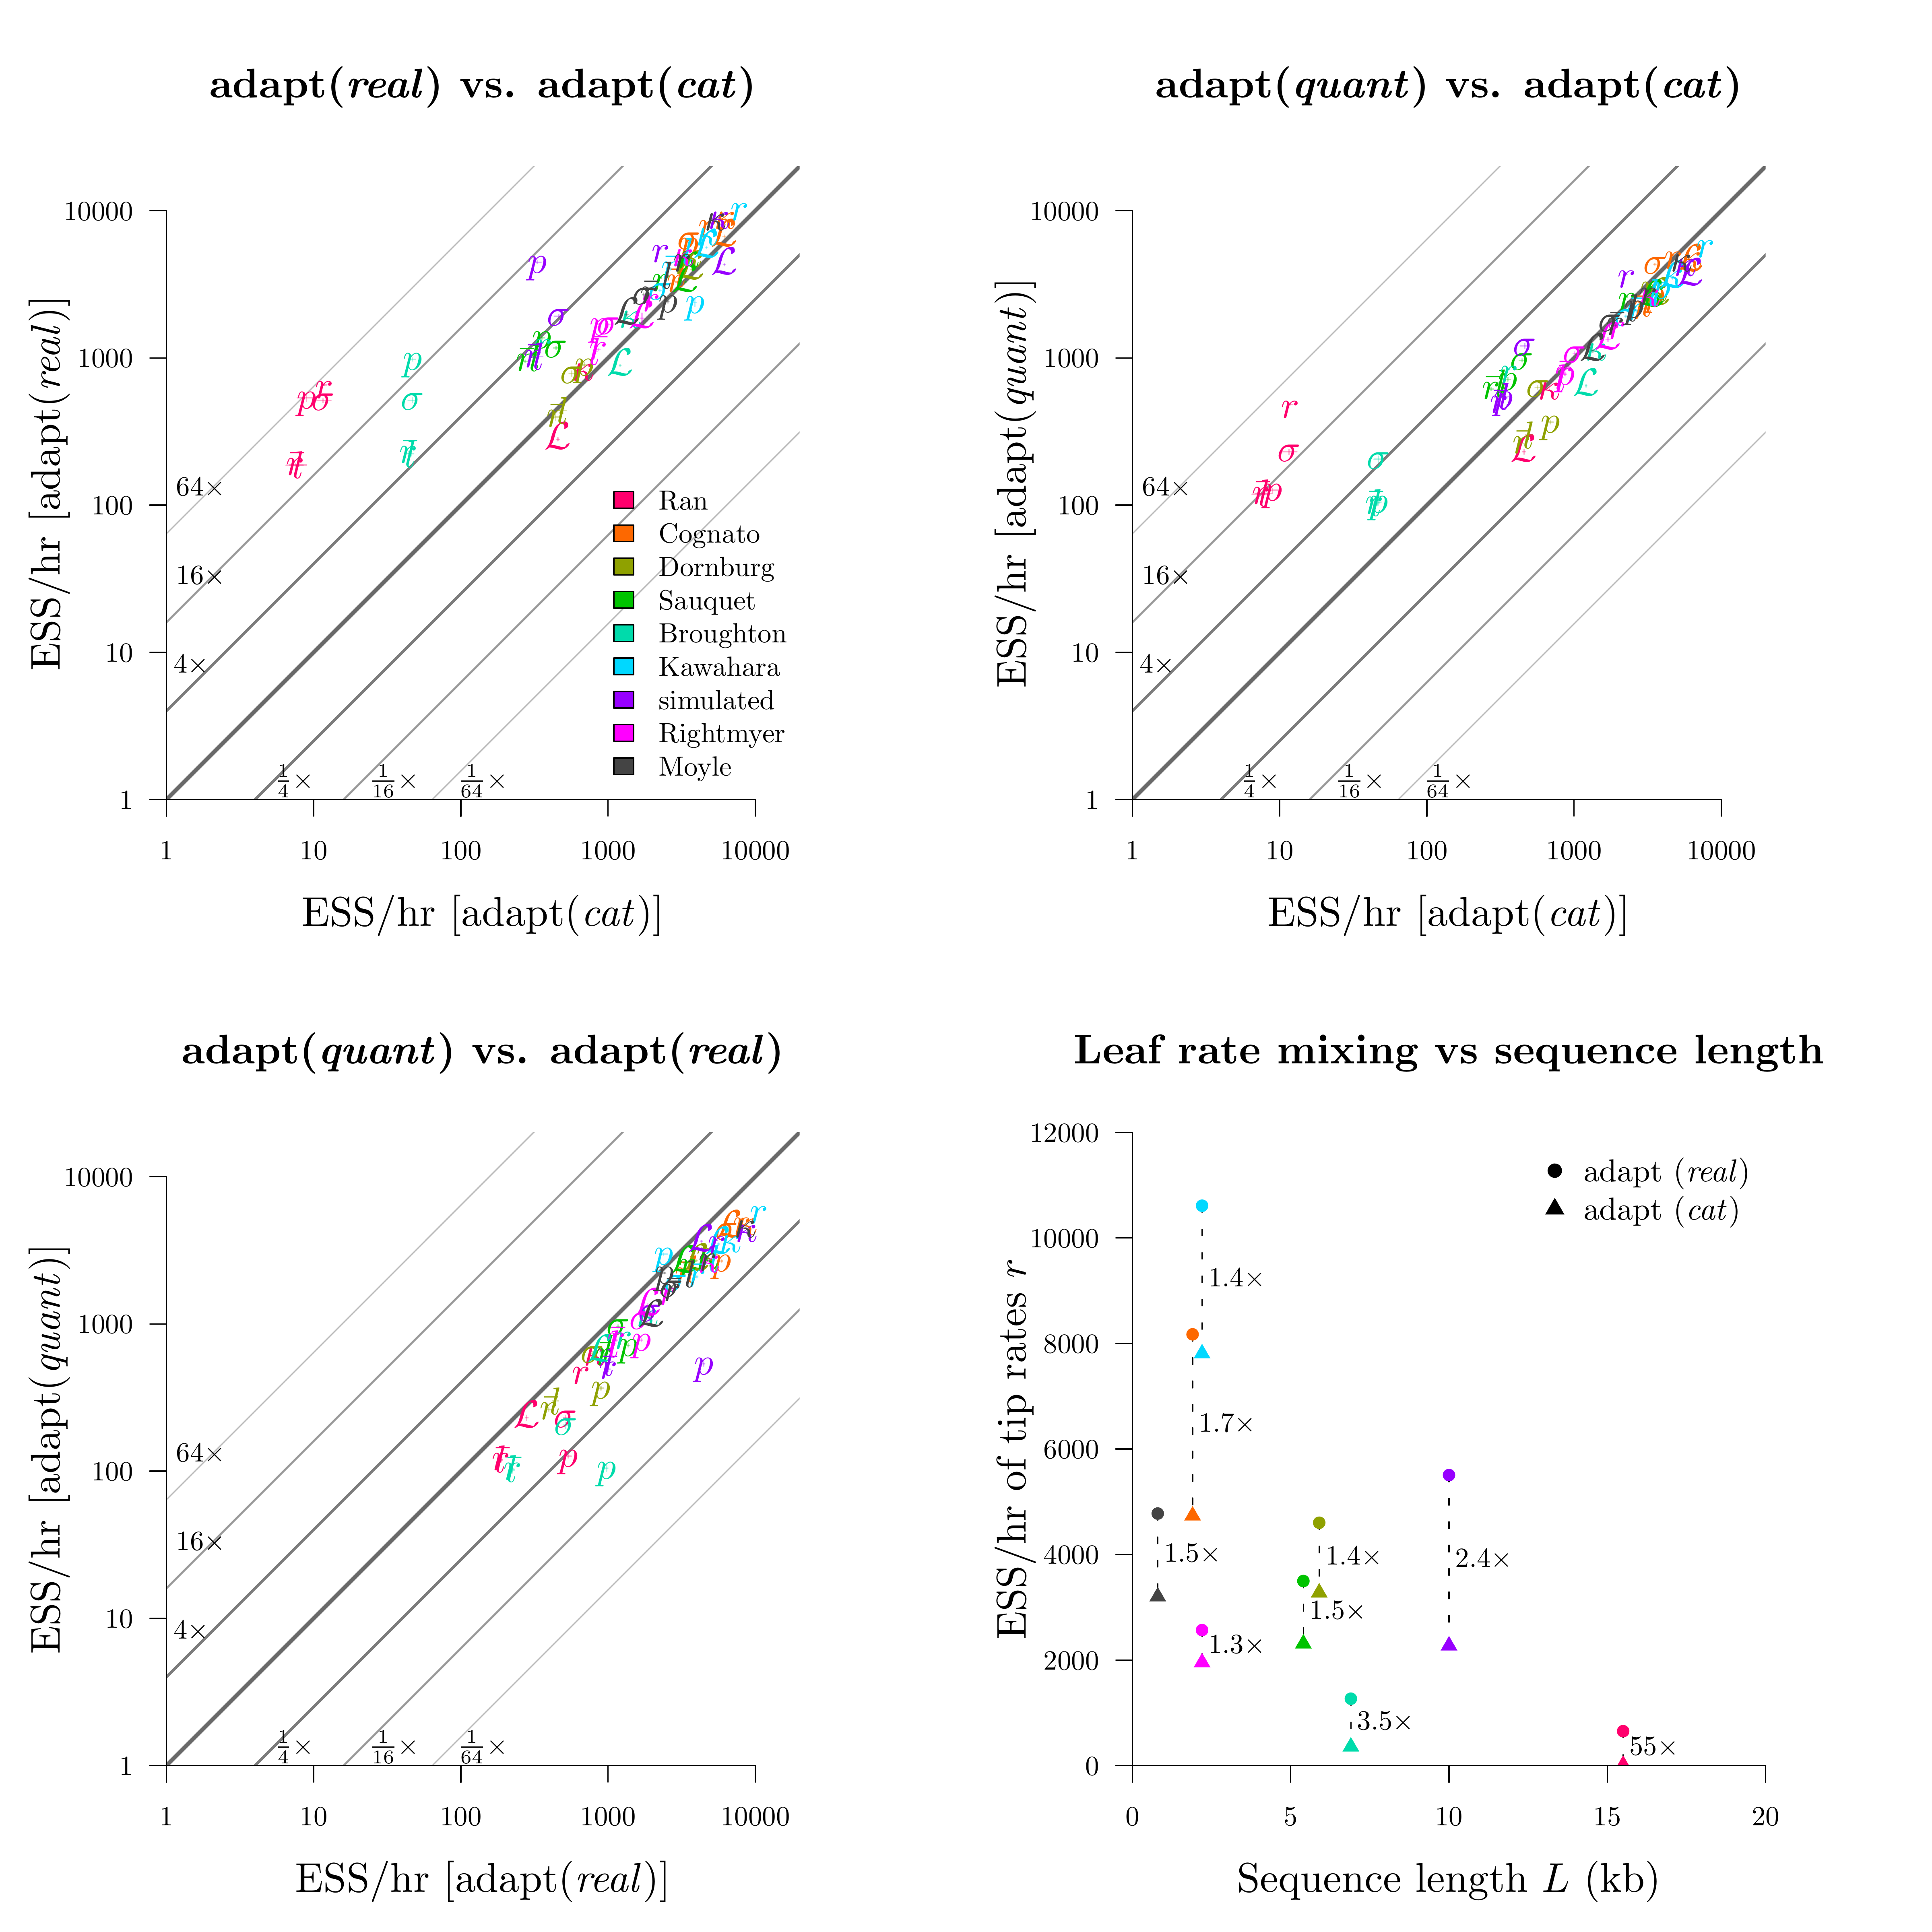 adapt(real) vs. adapt(cat)
ESS/hr [adapt(real)]
10000
1000
100
10
1
64×
16×
4×
1/4×
1/16×
1/64×
Ran
Cognato
Dornburg
Sauquet
Broughton
Kawahara
simulated
Rightmyer
Moyle
1 10 100 1000 10000
ESS/hr [adapt(cat)]
adapt(quant) vs. adapt(cat)
ESS/hr [adapt(quant)]
10000
1000
100
10
1
64×
16×
4×
1/4×
1/16×
1/64×
1 10 100 1000 10000
ESS/hr [adapt(cat)]
adapt(quant) vs. adapt(real)
ESS/hr [adapt(quant)]
10000
1000
100
10
1
64×
16×
4×
1/4×
1/16×
1/64×
1 10 100 1000 10000
ESS/hr [adapt(real)]
Leaf rate mixing vs sequence length
ESS/hr of tip rates r
12000
10000
8000
6000
4000
2000
0
adapt (real)
adapt (cat)
1.4×
1.7×
1.5×
1.4×
2.4×
1.5×
1.3×
3.5×
55×
0 5 10 15 20
Sequence length L (kb)